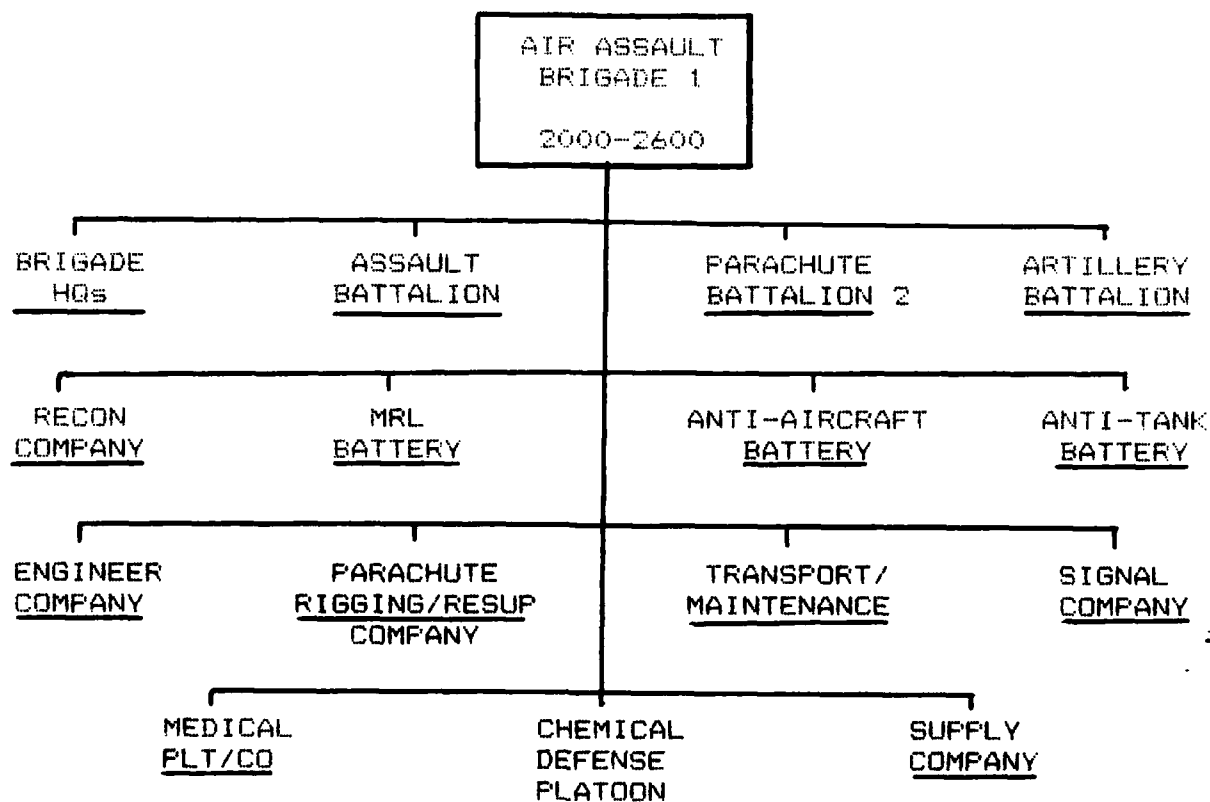 AIR ASSAULT
BRIGADE 1
2000-2600
BRIGADE
HQs
ASSAULT
BATTALION
PARACHUTE
BATTALION 2
ARTILLERY
BATTALION
RECON
COMPANY
MRL
BATTERY
ANTI-AIRCRAFT
BATTERY
ANTI-TANK
BATTERY
ENGINEER
COMPANY
PARACHUTE
RIGGING/RESUP
COMPANY
TRANSPORT/
MAINTENANCE
SIGNAL
COMPANY
MEDICAL
PLT/CO
CHEMICAL
DEFENSE
PLATOON
SUPPLY
COMPANY